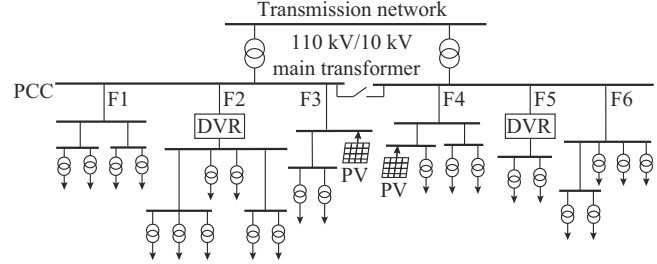 Transmission network
110 kV/10 kV
main transformer
PCC
F1
F2
F3
F4
F5
F6
DVR
DVR
PV
PV